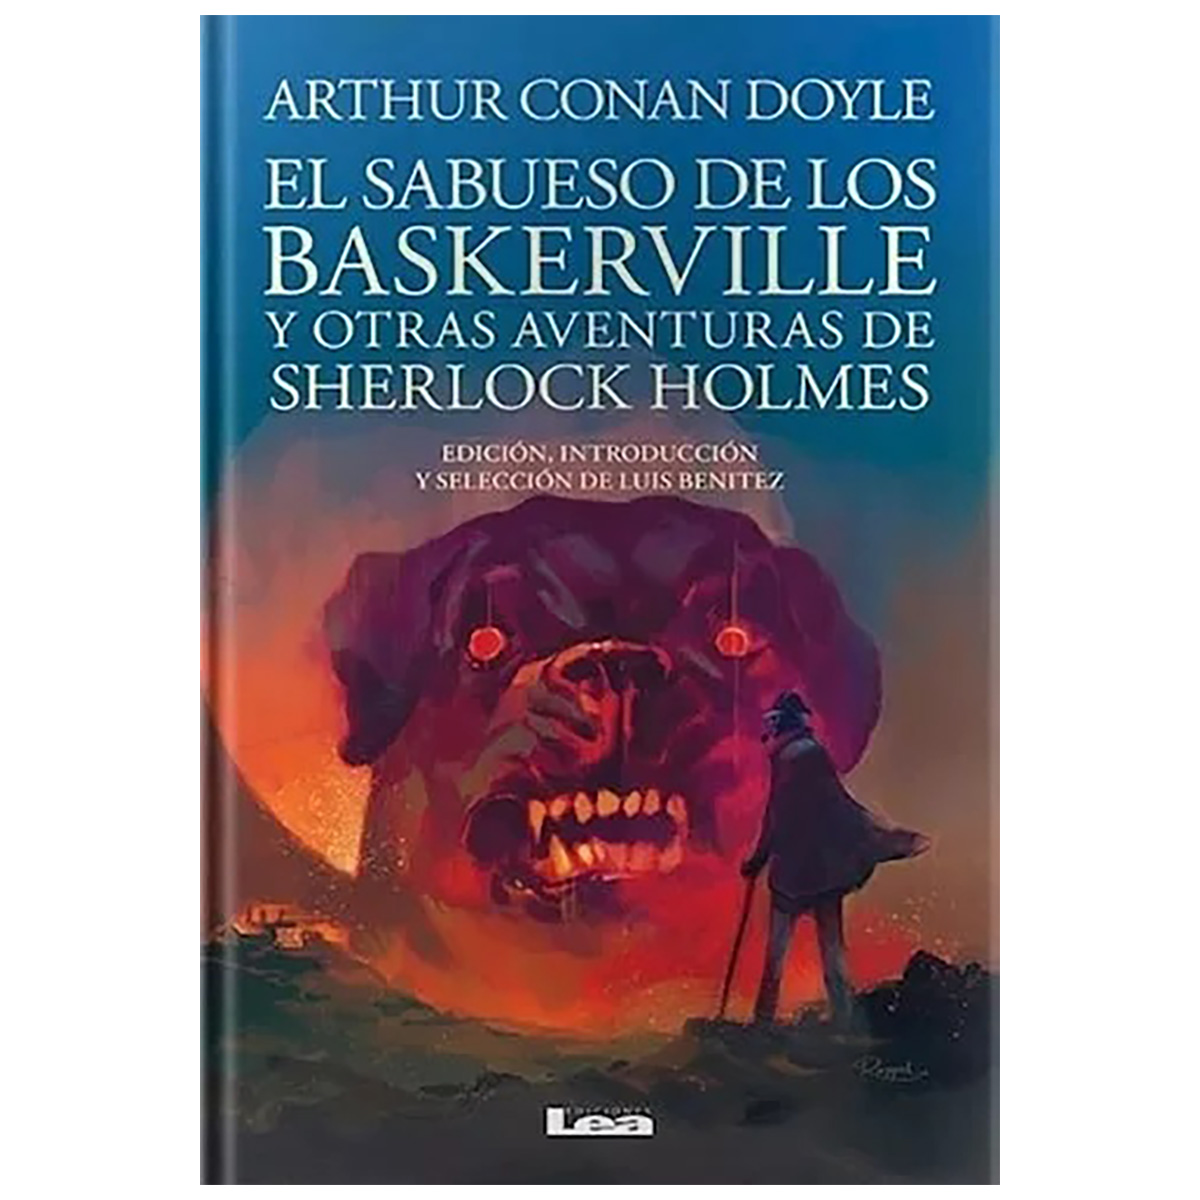 ARTHUR CONAN DOYLE
EL SABUESO DE LOS
BASKERVILLE
Y OTRAS AVENTURAS DE
SHERLOCK HOLMES
EDICIÓN, INTRODUCCIÓN
Y SELECCIÓN DE LUIS BENITEZ
EDICIONES
Lea